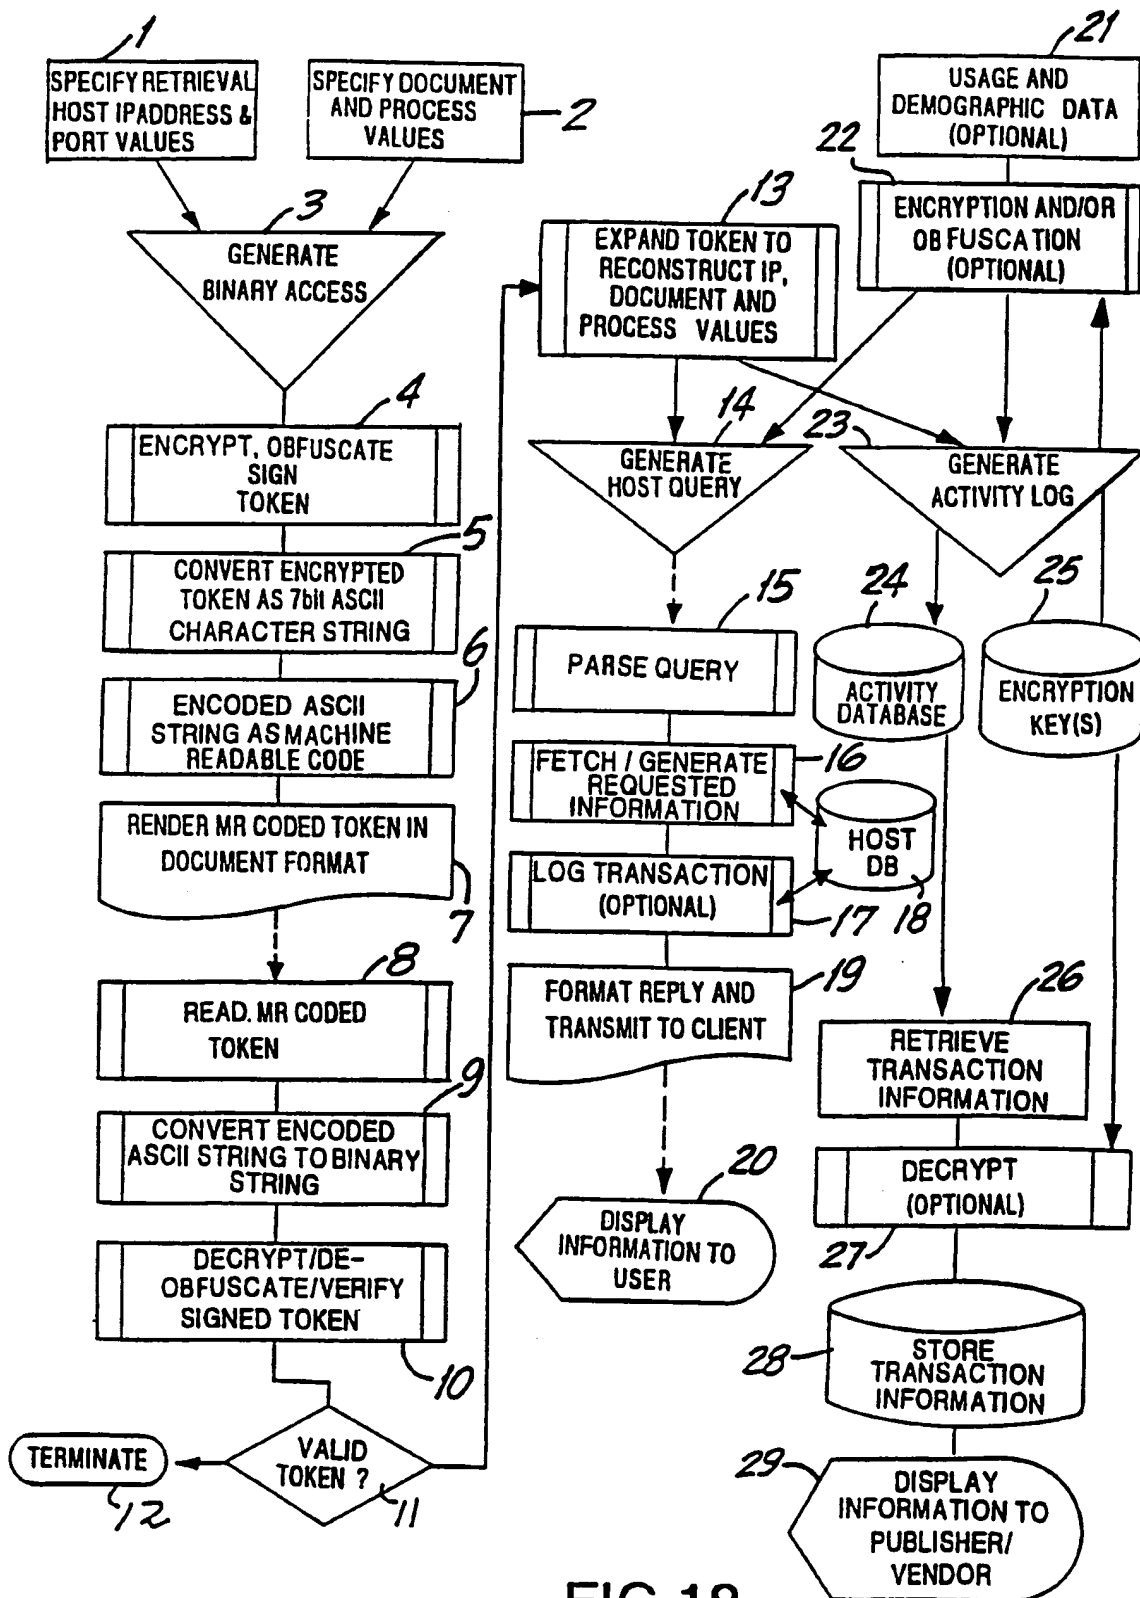 1
SPECIFY RETRIEVAL
HOST IPADDRESS &
PORT VALUES
SPECIFY DOCUMENT
AND PROCESS
VALUES
2
3
GENERATE
BINARY ACCESS
4
ENCRYPT, OBFUSCATE
SIGN
TOKEN
5
CONVERT ENCRYPTED
TOKEN AS 7bit ASCII
CHARACTER STRING
6
ENCODED ASCII
STRING AS MACHINE
READABLE CODE
RENDER MR CODED TOKEN IN
DOCUMENT FORMAT
7
8
READ. MR CODED
TOKEN
9
CONVERT ENCODED
ASCII STRING TO BINARY
STRING
DECRYPT/DE-
OBFUSCATE/VERIFY
SIGNED TOKEN
10
VALID
TOKEN ?
11
TERMINATE
12
13
EXPAND TOKEN TO
RECONSTRUCT IP,
DOCUMENT AND
PROCESS VALUES
14
GENERATE
HOST QUERY
15
PARSE QUERY
FETCH / GENERATE
REQUESTED
INFORMATION
16
HOST
DB
18
LOG TRANSACTION
(OPTIONAL)
17
19
FORMAT REPLY AND
TRANSMIT TO CLIENT
20
DISPLAY
INFORMATION TO
USER
21
USAGE AND
DEMOGRAPHIC DATA
(OPTIONAL)
22
ENCRYPTION AND/OR
OB FUSCATION
(OPTIONAL)
23
GENERATE
ACTIVITY LOG
24
ACTIVITY
DATABASE
25
ENCRYPTION
KEY(S)
26
RETRIEVE
TRANSACTION
INFORMATION
DECRYPT
(OPTIONAL)
27
28
STORE
TRANSACTION
INFORMATION
29
DISPLAY
INFORMATION TO
PUBLISHER/
VENDOR
FIG.18